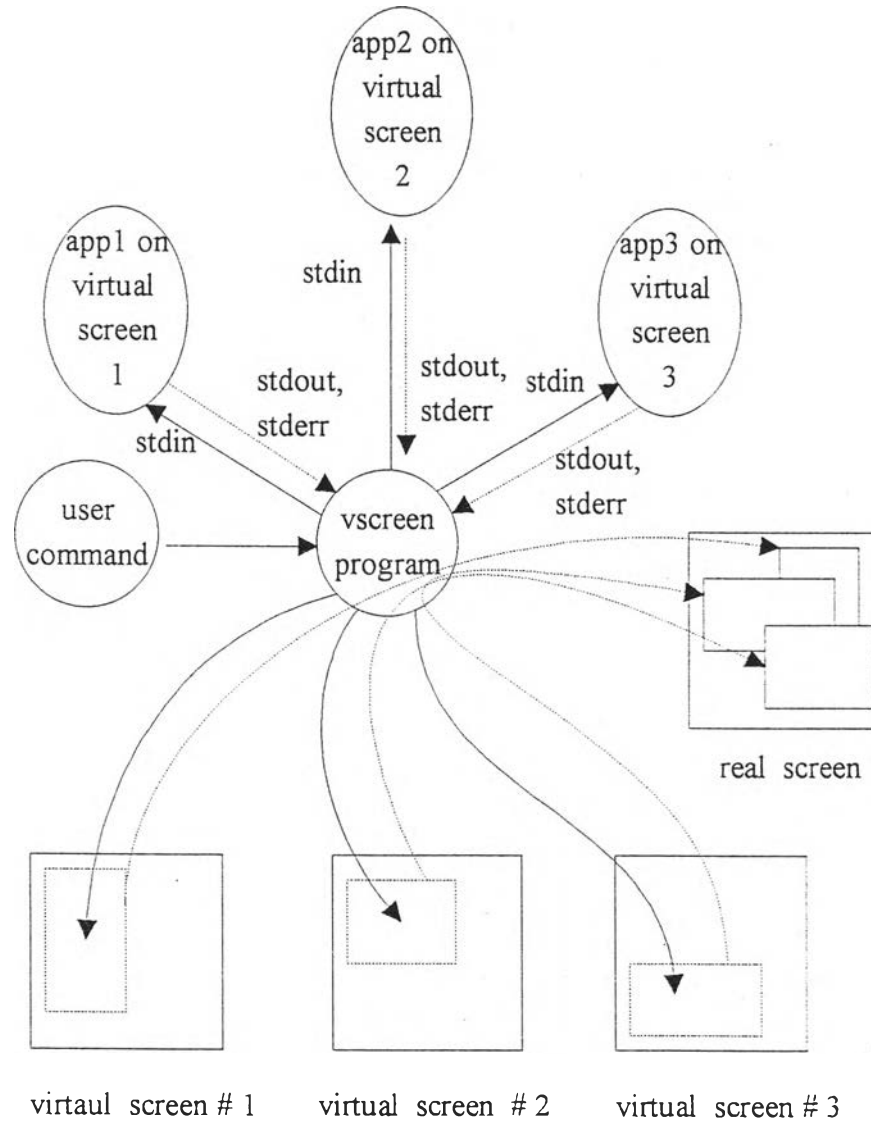 app2 on
virtual
screen
2
app1 on
virtual
screen
1
app3 on
virtual
screen
3
stdin
stdout,
stderr
stdin
stdout,
stderr
stdin
stdout,
stderr
user
command
vscreen
program
real screen
virtaul screen # 1
virtual screen # 2
virtual screen # 3